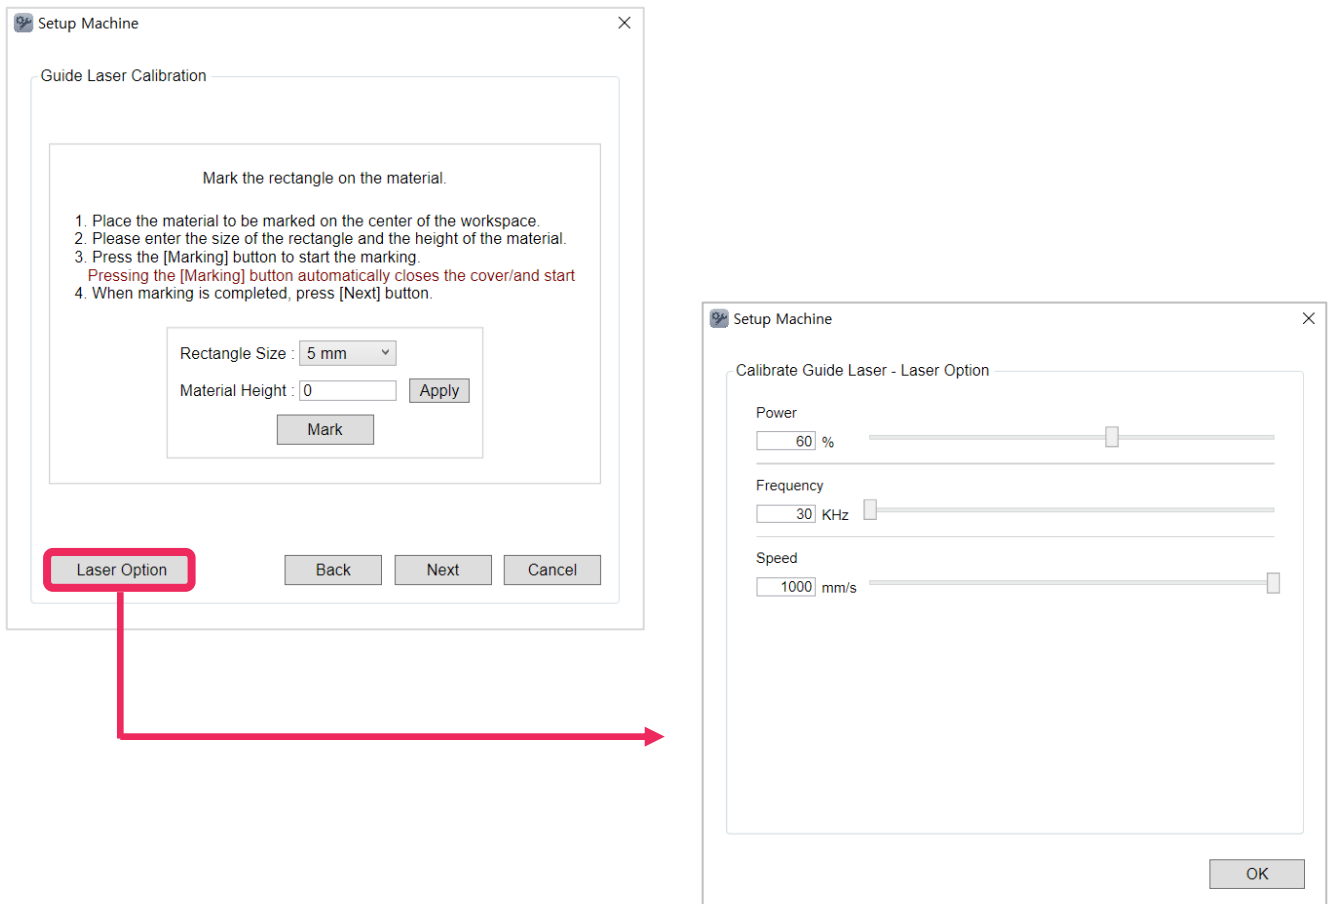 Setup Machine
Guide Laser Calibration
Mark the rectangle on the material.
1. Place the material to be marked on the center of the workspace.
2. Please enter the size of the rectangle and the height of the material.
3. Press the [Marking] button to start the marking.
Pressing the [Marking] button automatically closes the cover/and start
4. When marking is completed, press [Next] button.
Rectangle Size : 5 mm
Material Height : 0 Apply
Mark
Laser Option Back Next Cancel
Setup Machine
Calibrate Guide Laser - Laser Option
Power
60 %
Frequency
30 KHz
Speed
1000 mm/s
OK